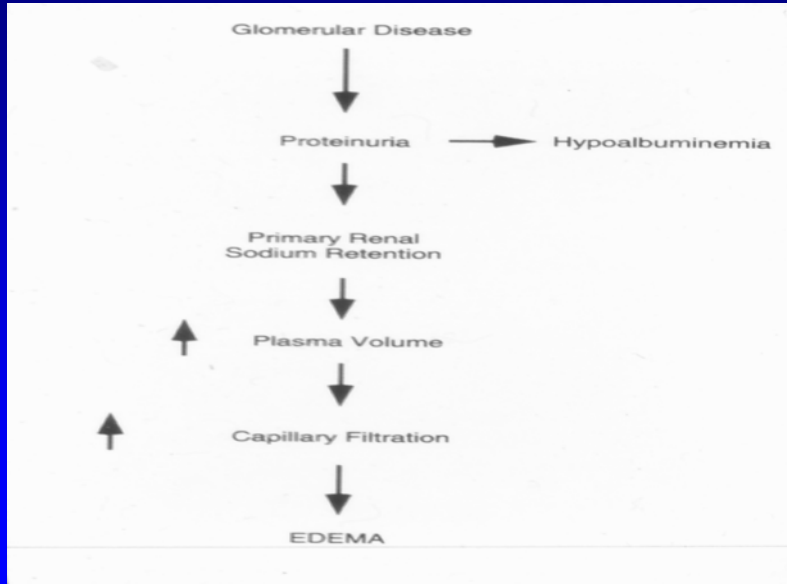 Glomerular Disease
Proteinuria
Hypoalbuminemia
Primary Renal
Sodium Retention
Plasma Volume
Capillary Filtration
EDEMA